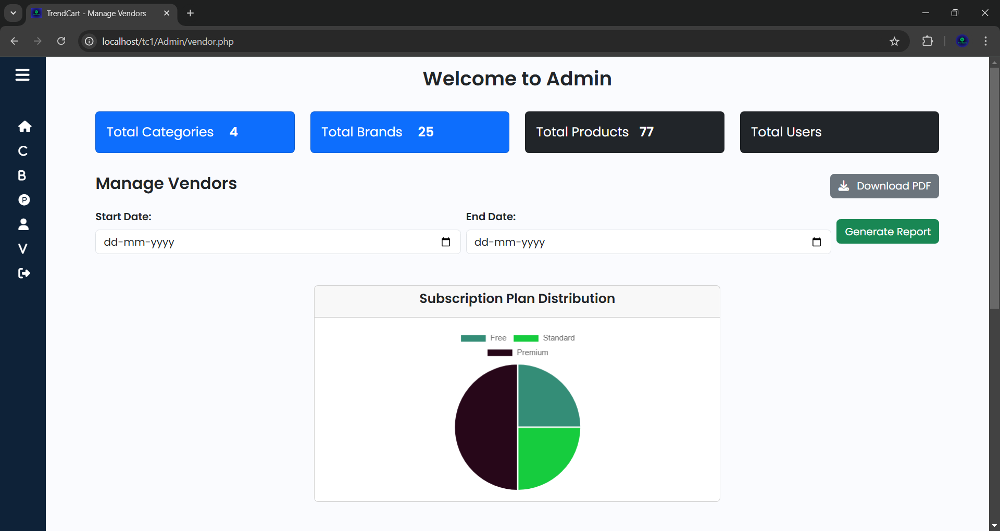 TrendCart - Manage Vendors
localhost/tc1/Admin/vendor.php
Welcome to Admin
Total Categories 4
Total Brands 25
Total Products 77
Total Users
C
B
P
V
Manage Vendors
Download PDF
Start Date:
End Date:
dd-mm-yyyy
dd-mm-yyyy
Generate Report
Subscription Plan Distribution
Free Standard
Premium